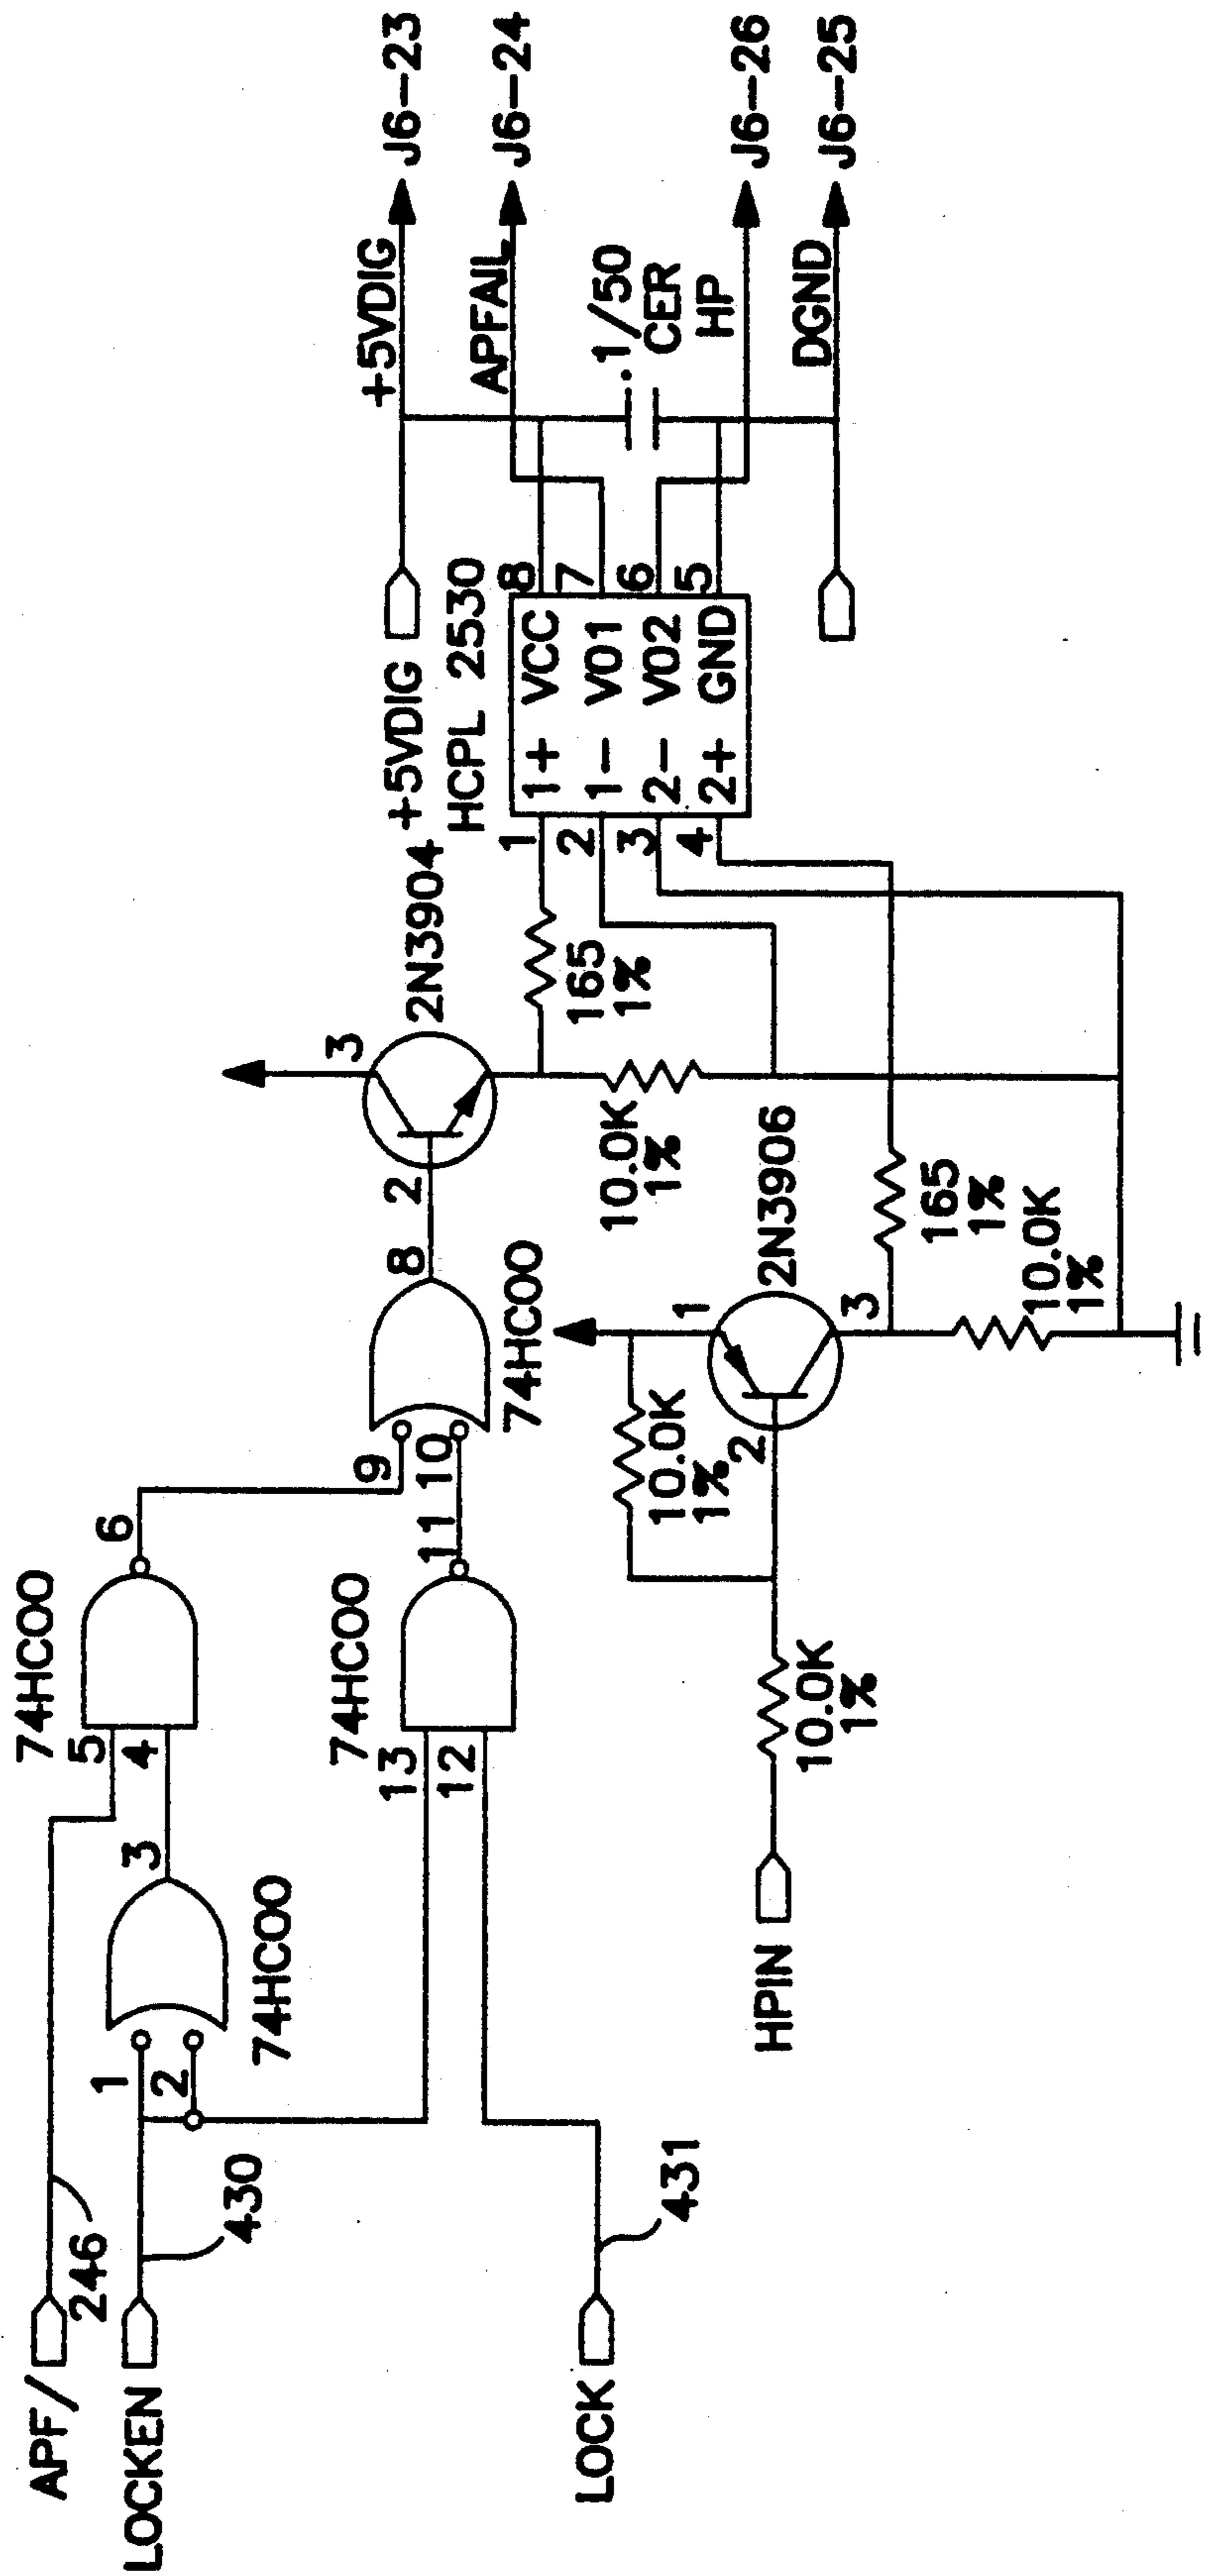 APF/
246
LOCKEN
430
LOCK
431
1
2
3
74HC00
5
4
6
74HC00
13
12
11
74HC00
9
10
8
74HC00
2
3
2N3904
10.0K
1%
165
1%
HPIN
10.0K
1%
10.0K
1%
2
1
3
2N3906
165
1%
10.0K
1%
+5VDIG
HCPL 2530
1
2
3
4
1+ VCC
1- VO1
2- VO2
2+ GND
8
7
6
5
+5VDIG
J6-23
APFAIL
J6-24
.1/50
CER
HP
J6-26
DGND
J6-25